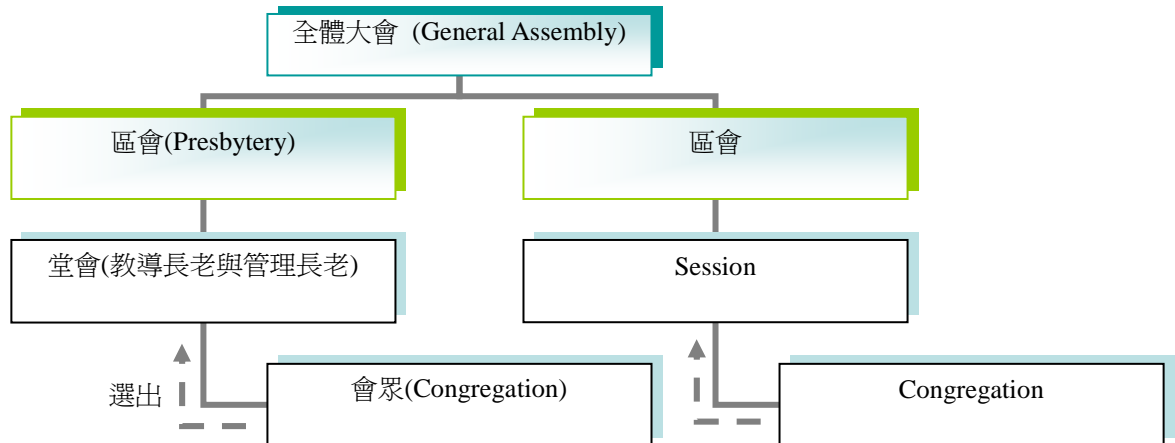 全體大會 (General Assembly)
區會(Presbytery)
區會
堂會(教導長老與管理長老)
Session
選出
會眾(Congregation)
Congregation